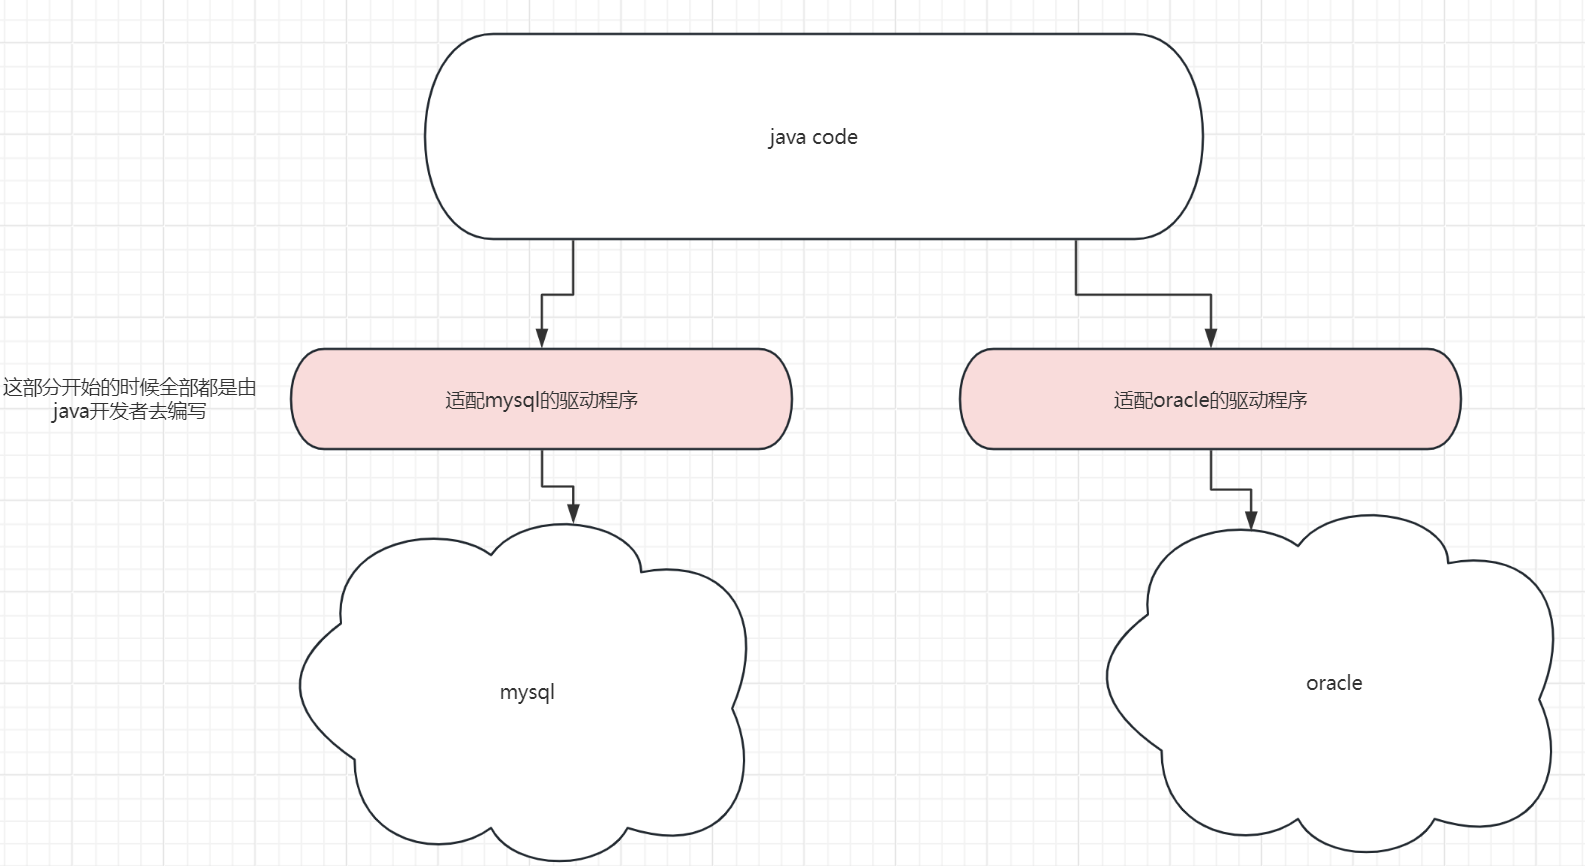 java code
这部分开始的时候全部都是由
java开发者去编写
适配mysql的驱动程序
适配oracle的驱动程序
mysql
oracle